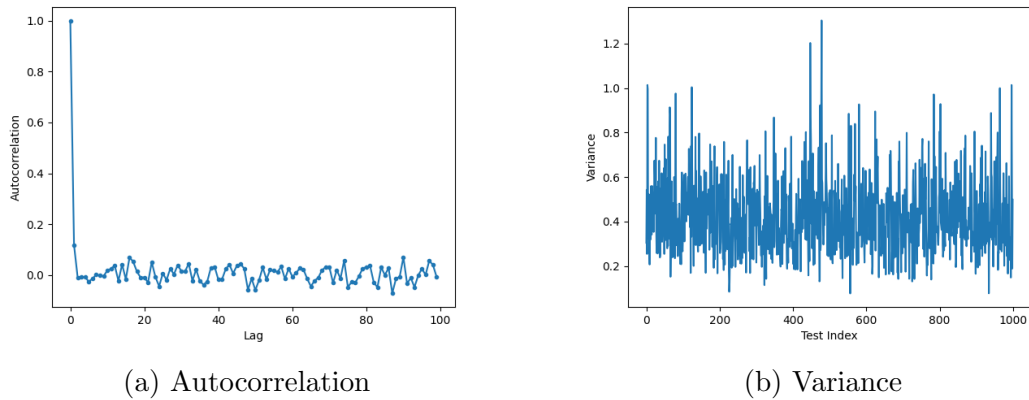 1.0
0.8
0.6
0.4
0.2
0.0
Autocorrelation
0 20 40 60 80 100
Lag
(a) Autocorrelation
1.2
1.0
0.8
0.6
0.4
0.2
Variance
0 200 400 600 800 1000
Test Index
(b) Variance